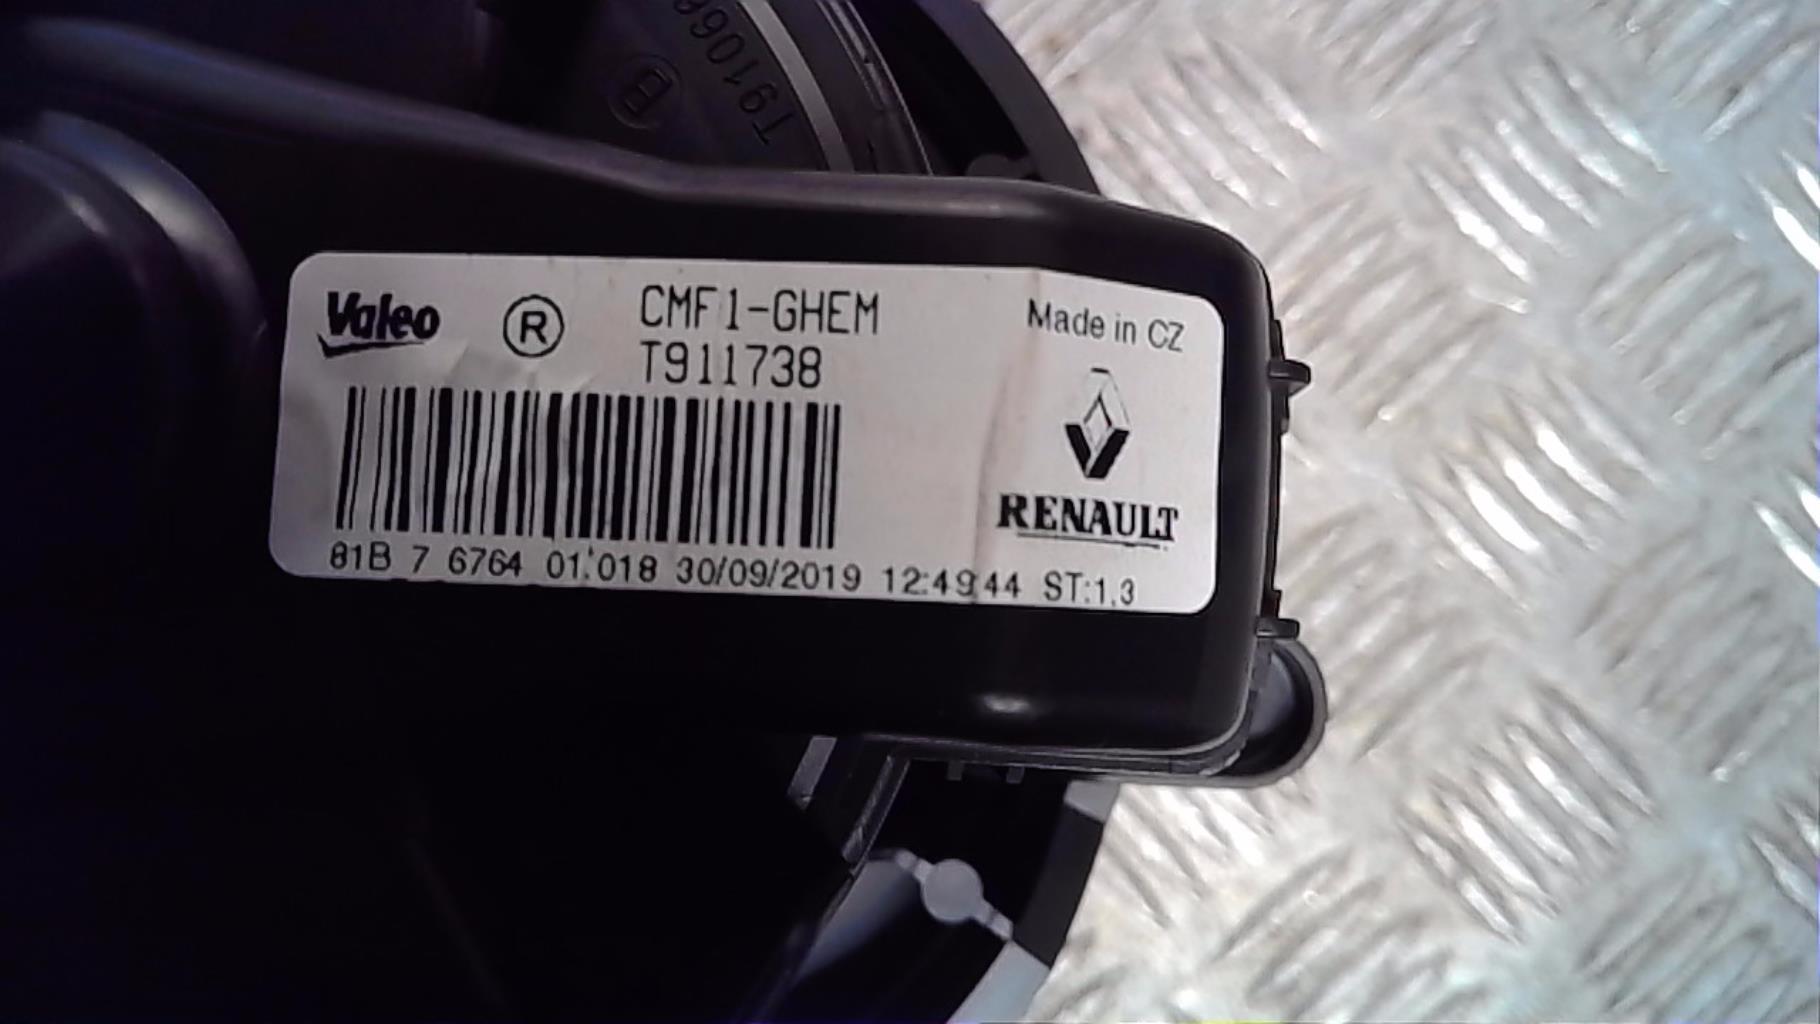 B
Valeo
R
CMF1-GHEM
T911738
Made in CZ
RENAULT
81B 7 6764 01:018 30/09/2019 12:49:44 ST:1.3